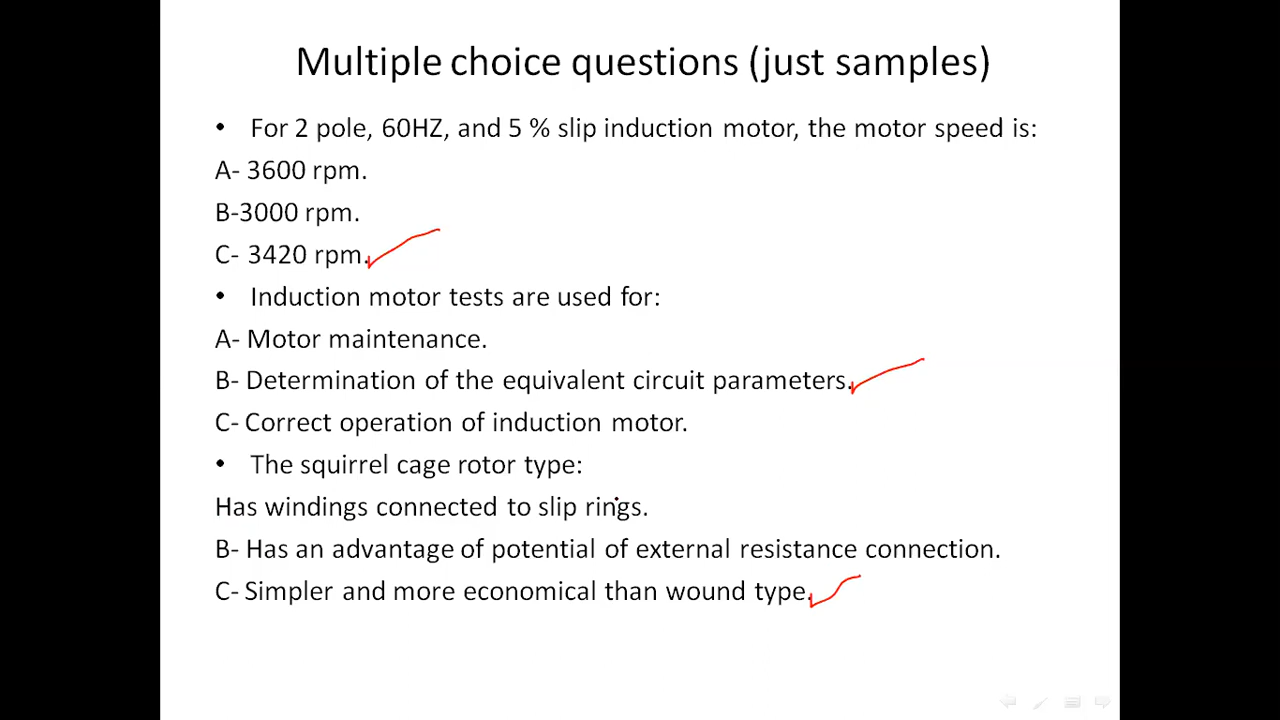 Multiple choice questions (just samples)
• For 2 pole, 60HZ, and 5 % slip induction motor, the motor speed is:
A- 3600 rpm.
B-3000 rpm.
C- 3420 rpm.
• Induction motor tests are used for:
A- Motor maintenance.
B- Determination of the equivalent circuit parameters.
C- Correct operation of induction motor.
• The squirrel cage rotor type:
Has windings connected to slip rings.
B- Has an advantage of potential of external resistance connection.
C- Simpler and more economical than wound type.